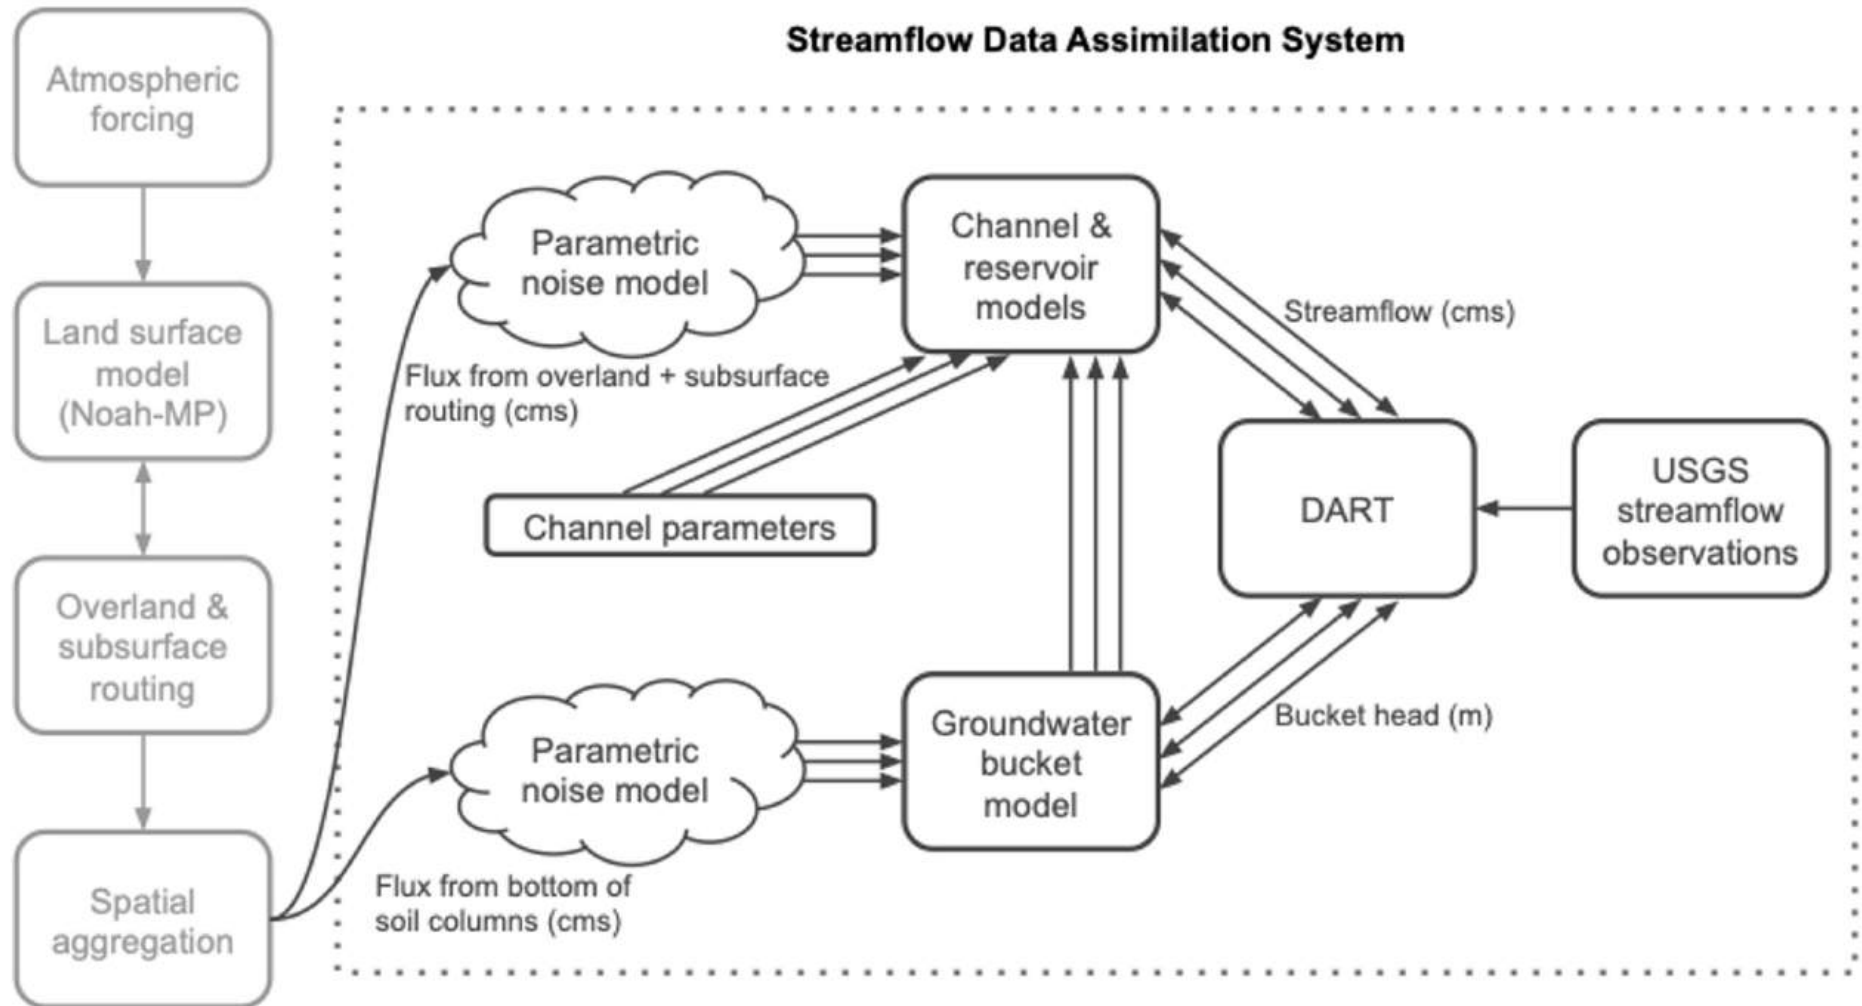 Streamflow Data Assimilation System
Atmospheric
forcing
Land surface
model
(Noah-MP)
Overland &
subsurface
routing
Spatial
aggregation
Parametric
noise model
Flux from overland + subsurface
routing (cms)
Channel parameters
Parametric
noise model
Flux from bottom of
soil columns (cms)
Channel &
reservoir
models
Groundwater
bucket
model
Streamflow (cms)
DART
Bucket head (m)
USGS
streamflow
observations